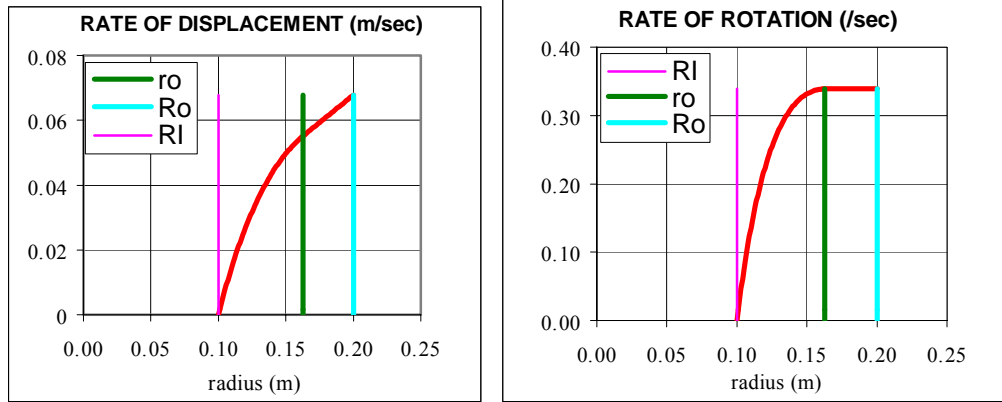 RATE OF DISPLACEMENT (m/sec)
0.08
0.06
0.04
0.02
0
ro
Ro
RI
0.00 0.05 0.10 0.15 0.20 0.25
radius (m)
RATE OF ROTATION (/sec)
0.40
0.30
0.20
0.10
0.00
RI
ro
Ro
0.00 0.05 0.10 0.15 0.20 0.25
radius (m)